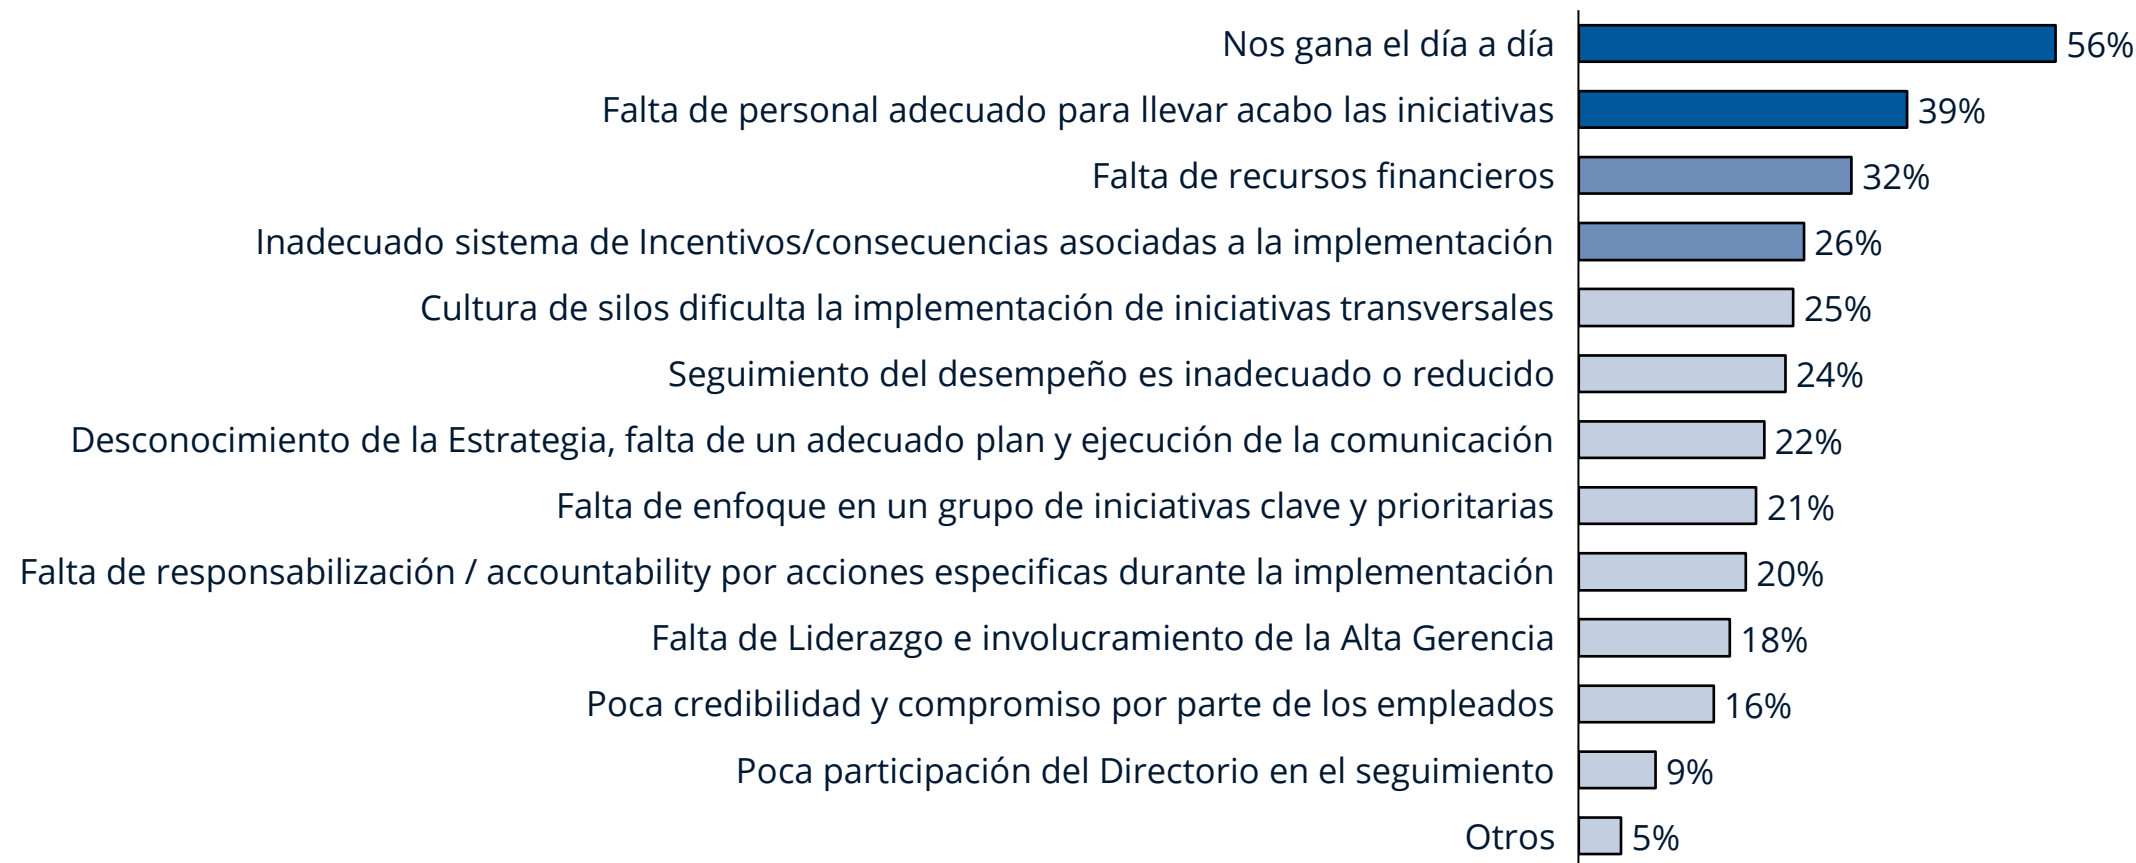 Nos gana el día a día 56%
Falta de personal adecuado para llevar acabo las iniciativas 39%
Falta de recursos financieros 32%
Inadecuado sistema de Incentivos/consecuencias asociadas a la implementación 26%
Cultura de silos dificulta la implementación de iniciativas transversales 25%
Seguimiento del desempeño es inadecuado o reducido 24%
Desconocimiento de la Estrategia, falta de un adecuado plan y ejecución de la comunicación 22%
Falta de enfoque en un grupo de iniciativas clave y prioritarias 21%
Falta de responsabilización / accountability por acciones especificas durante la implementación 20%
Falta de Liderazgo e involucramiento de la Alta Gerencia 18%
Poca credibilidad y compromiso por parte de los empleados 16%
Poca participación del Directorio en el seguimiento 9%
Otros 5%